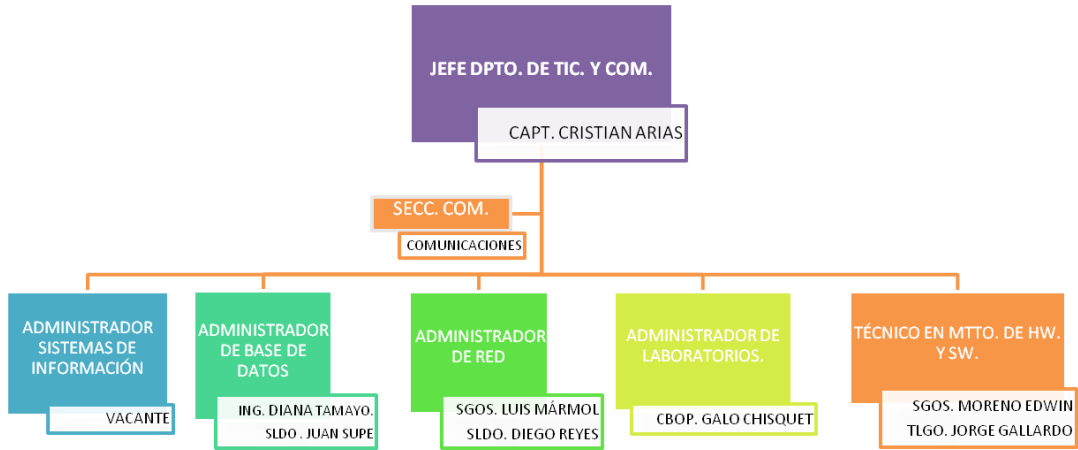 JEFE DPTO. DE TIC. Y COM.
CAPT. CRISTIAN ARIAS
SECC. COM.
COMUNICACIONES
ADMINISTRADOR
SISTEMAS DE
INFORMACIÓN
VACANTE
ADMINISTRADOR
DE BASE DE
DATOS
ING. DIANA TAMAYO.
SLDO . JUAN SUPE
ADMINISTRADOR
DE RED
SGOS. LUIS MÁRMOL
SLDO. DIEGO REYES
ADMINISTRADOR DE
LABORATORIOS.
CBOP. GALO CHISQUET
TÉCNICO EN MTTO. DE HW.
Y SW.
SGOS. MORENO EDWIN
TLGO. JORGE GALLARDO